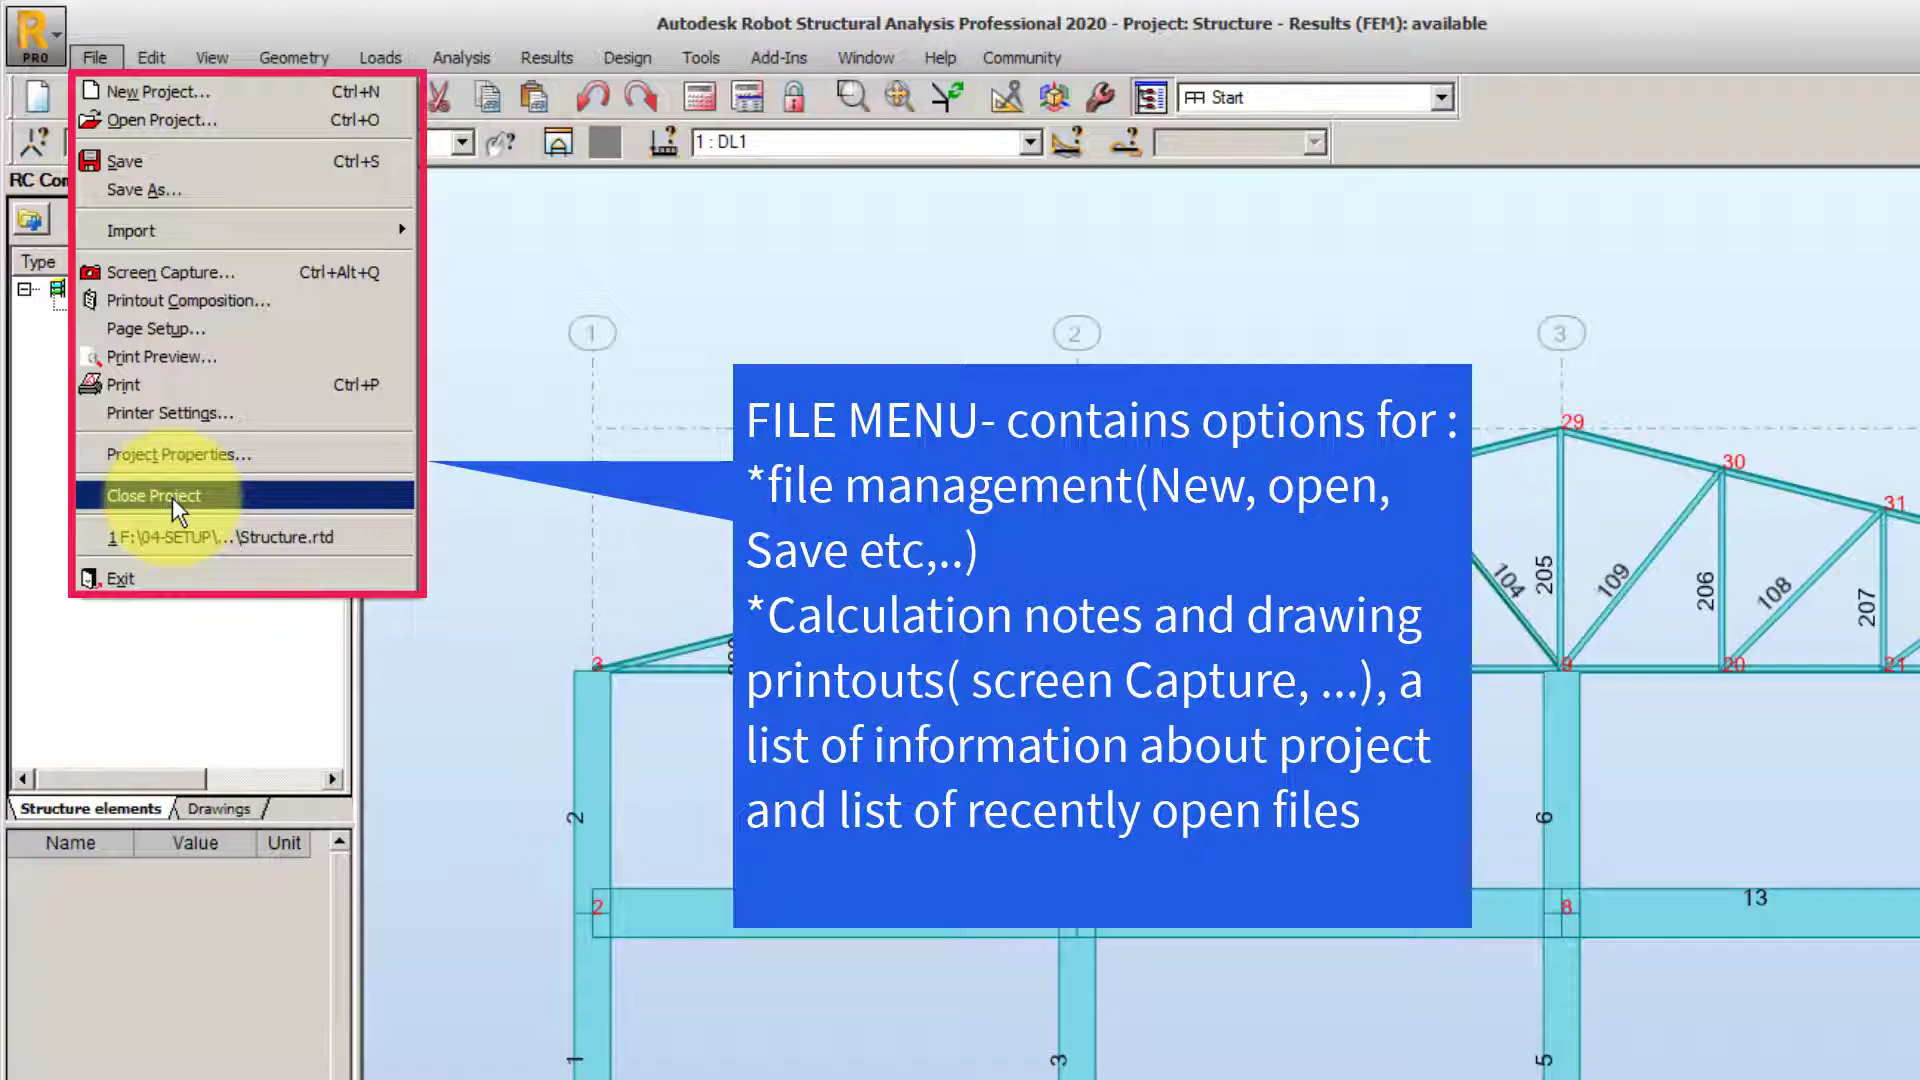 Autodesk Robot Structural Analysis Professional 2020 - Project: Structure - Results (FEM): available
PRO
File Edit View Geometry Loads Analysis Results Design Tools Add-Ins Window Help Community
New Project... Ctrl+N
Open Project... Ctrl+O
Save Ctrl+S
Save As...
Import
Screen Capture... Ctrl+Alt+Q
Printout Composition...
Page Setup...
Print Preview...
Print Ctrl+P
Printer Settings...
Project Properties...
Close Project
1 F:\04-SETUP\...\Structure.rtd
Exit
Start
1 : DL1
RC Con
Type
Structure elements Drawings
Name Value Unit
FILE MENU- contains options for :
*file management(New, open,
Save etc,..)
*Calculation notes and drawing
printouts( screen Capture, ...), a
list of information about project
and list of recently open files
1 2 3
29
30
31
104 205 109 206 108 207
3 9 20 21
2 6
2 8 13
1 3 5